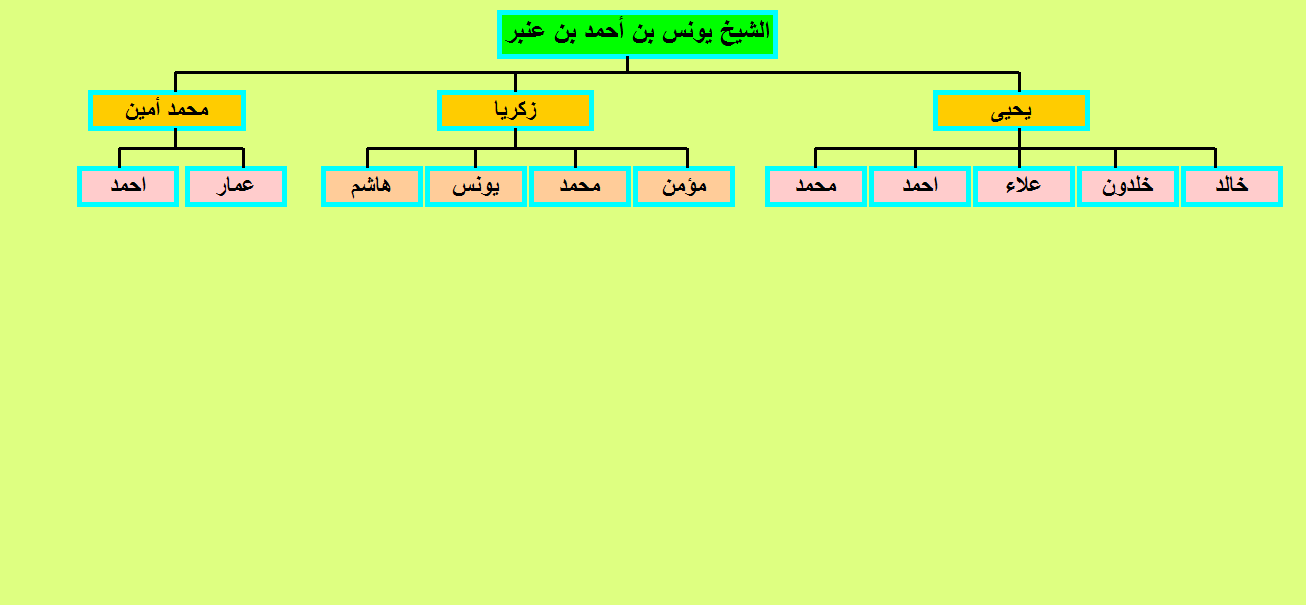 الشيخ يونس بن أحمد بن عنبر
يحيى
زكريا
محمد أمين
خالد
خلدون
علاء
احمد
محمد
مؤمن
محمد
يونس
هاشم
عمار
احمد